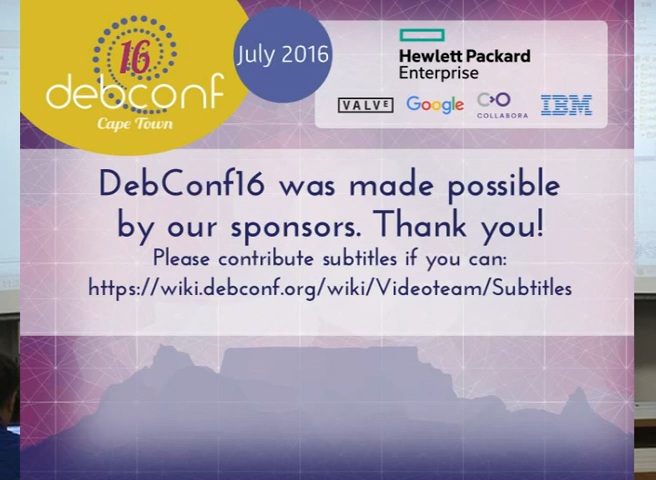 16
debconf
Cape Town
July 2016
Hewlett Packard
Enterprise
VALVE
Google
COLLABORA
IBM
DebConf16 was made possible
by our sponsors. Thank you!
Please contribute subtitles if you can:
https://wiki.debconf.org/wiki/Videoteam/Subtitles